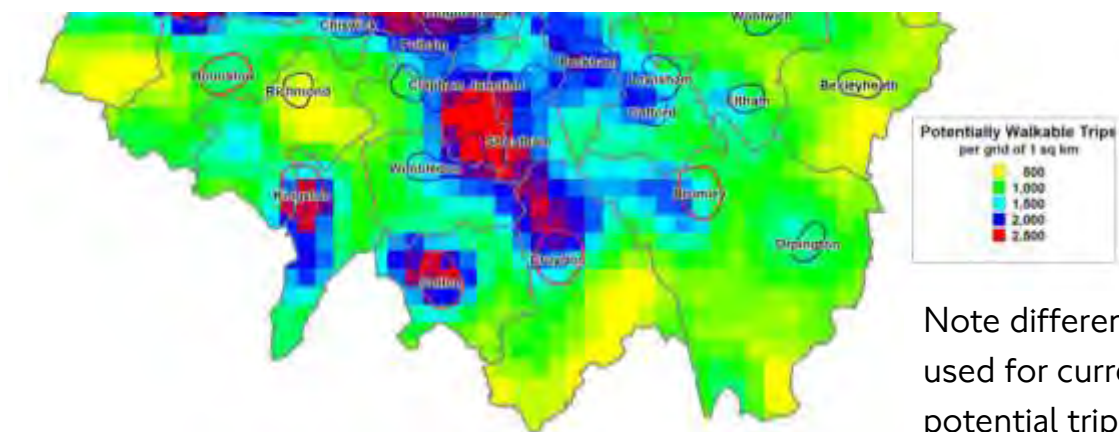 Woolwich
Chiswick
Fulham
Peckham
Hounslow
Richmond
Clapham Junction
Lewisham
Catford
Eltham
Bexleyheath
Streatham
Wimbledon
Kingston
Bromley
Orpington
Croydon
Sutton
Potentially Walkable Trips
per grid of 1 sq km
500
1,000
1,500
2,000
2,500
Note differen
used for curre
potential trip